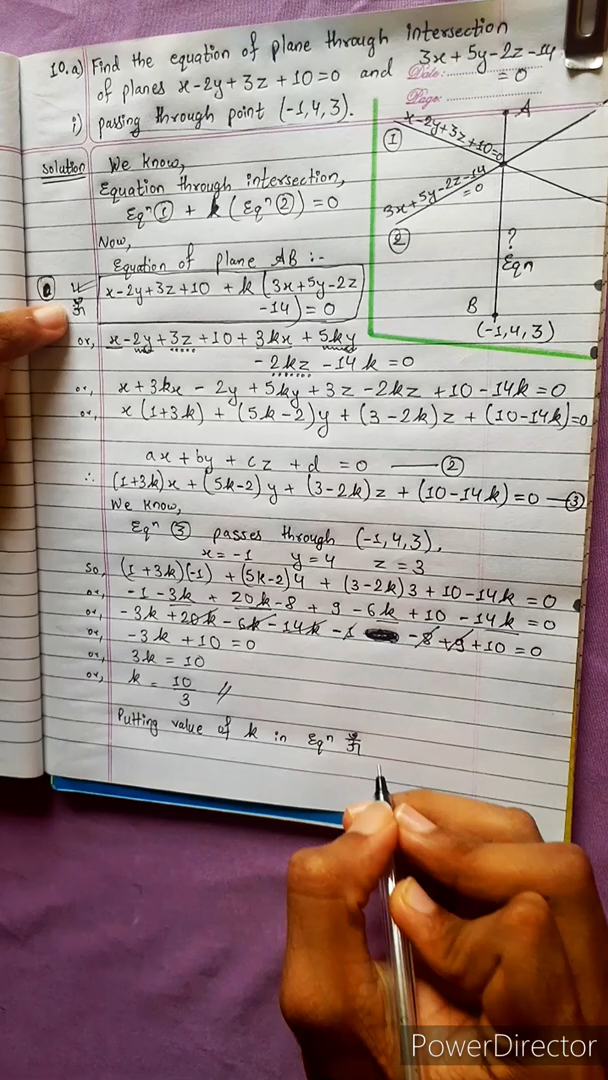 10.a) Find the equation of plane through intersection
of planes x-2y+3z+10=0 and 3x+5y-2z-14
=0
Date:
Page:
i) passing through point (-1,4,3).
Solution We know,
Equation through intersection,
Eqⁿ① + k (Eqⁿ②) = 0
Now,
Equation of plane AB :-
x-2y+3z+10 + k(3x+5y-2z
-14) = 0
or, x-2y+3z+10+3kx+5ky
-2kz-14k=0
or, x+3kx-2y+5ky+3z-2kz+10-14k=0
or, x(1+3k)+(5k-2)y+(3-2k)z+(10-14k)=0
ax+by+cz+d=0 —②
∴ (1+3k)x+(5k-2)y+(3-2k)z+(10-14k)=0 —③
We know,
Eqⁿ ③ passes through (-1,4,3),
x=-1 y=4 z=3
So, (1+3k)(-1)+(5k-2)4+(3-2k)3+10-14k=0
or, -1-3k+20k-8+9-6k+10-14k=0
or, -3k+20k-6k-14k-1-8+9+10=0
or, -3k+10=0
or, 3k=10
or, k=10/3 //
Putting value of k in Eqⁿ
A
x-2y+3z+10=0
①
3x+5y-2z-14
=0
②
?
Eqn
B
(-1,4,3)
PowerDirector